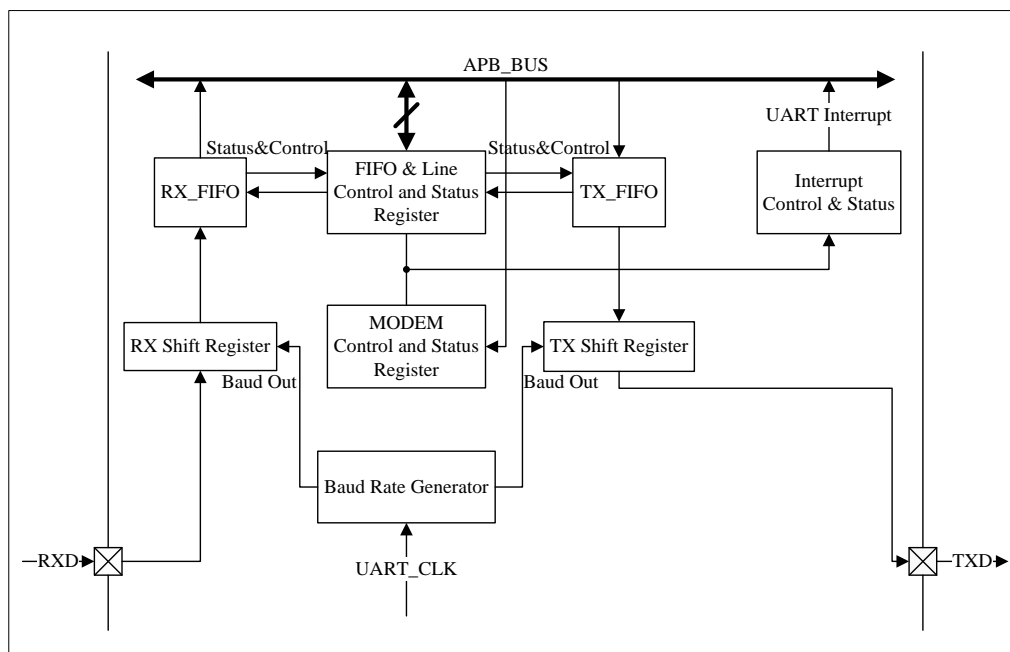 APB_BUS
UART Interrupt
Status&Control
Status&Control
RX_FIFO
FIFO & Line
Control and Status
Register
TX_FIFO
Interrupt
Control & Status
RX Shift Register
MODEM
Control and Status
Register
TX Shift Register
Baud Out
Baud Out
Baud Rate Generator
RXD
UART_CLK
TXD